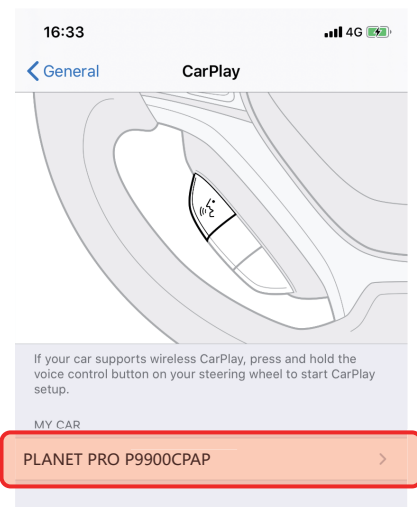 16:33
4G
General
CarPlay
If your car supports wireless CarPlay, press and hold the
voice control button on your steering wheel to start CarPlay
setup.
MY CAR
PLANET PRO P9900CPAP